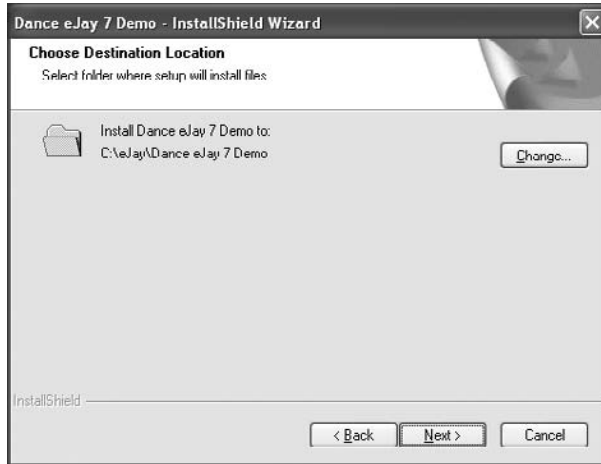 Dance eJay 7 Demo - InstallShield Wizard
Choose Destination Location
Select folder where setup will install files
Install Dance eJay 7 Demo to:
C:\eJay\Dance eJay 7 Demo
Change...
InstallShield
< Back
Next >
Cancel